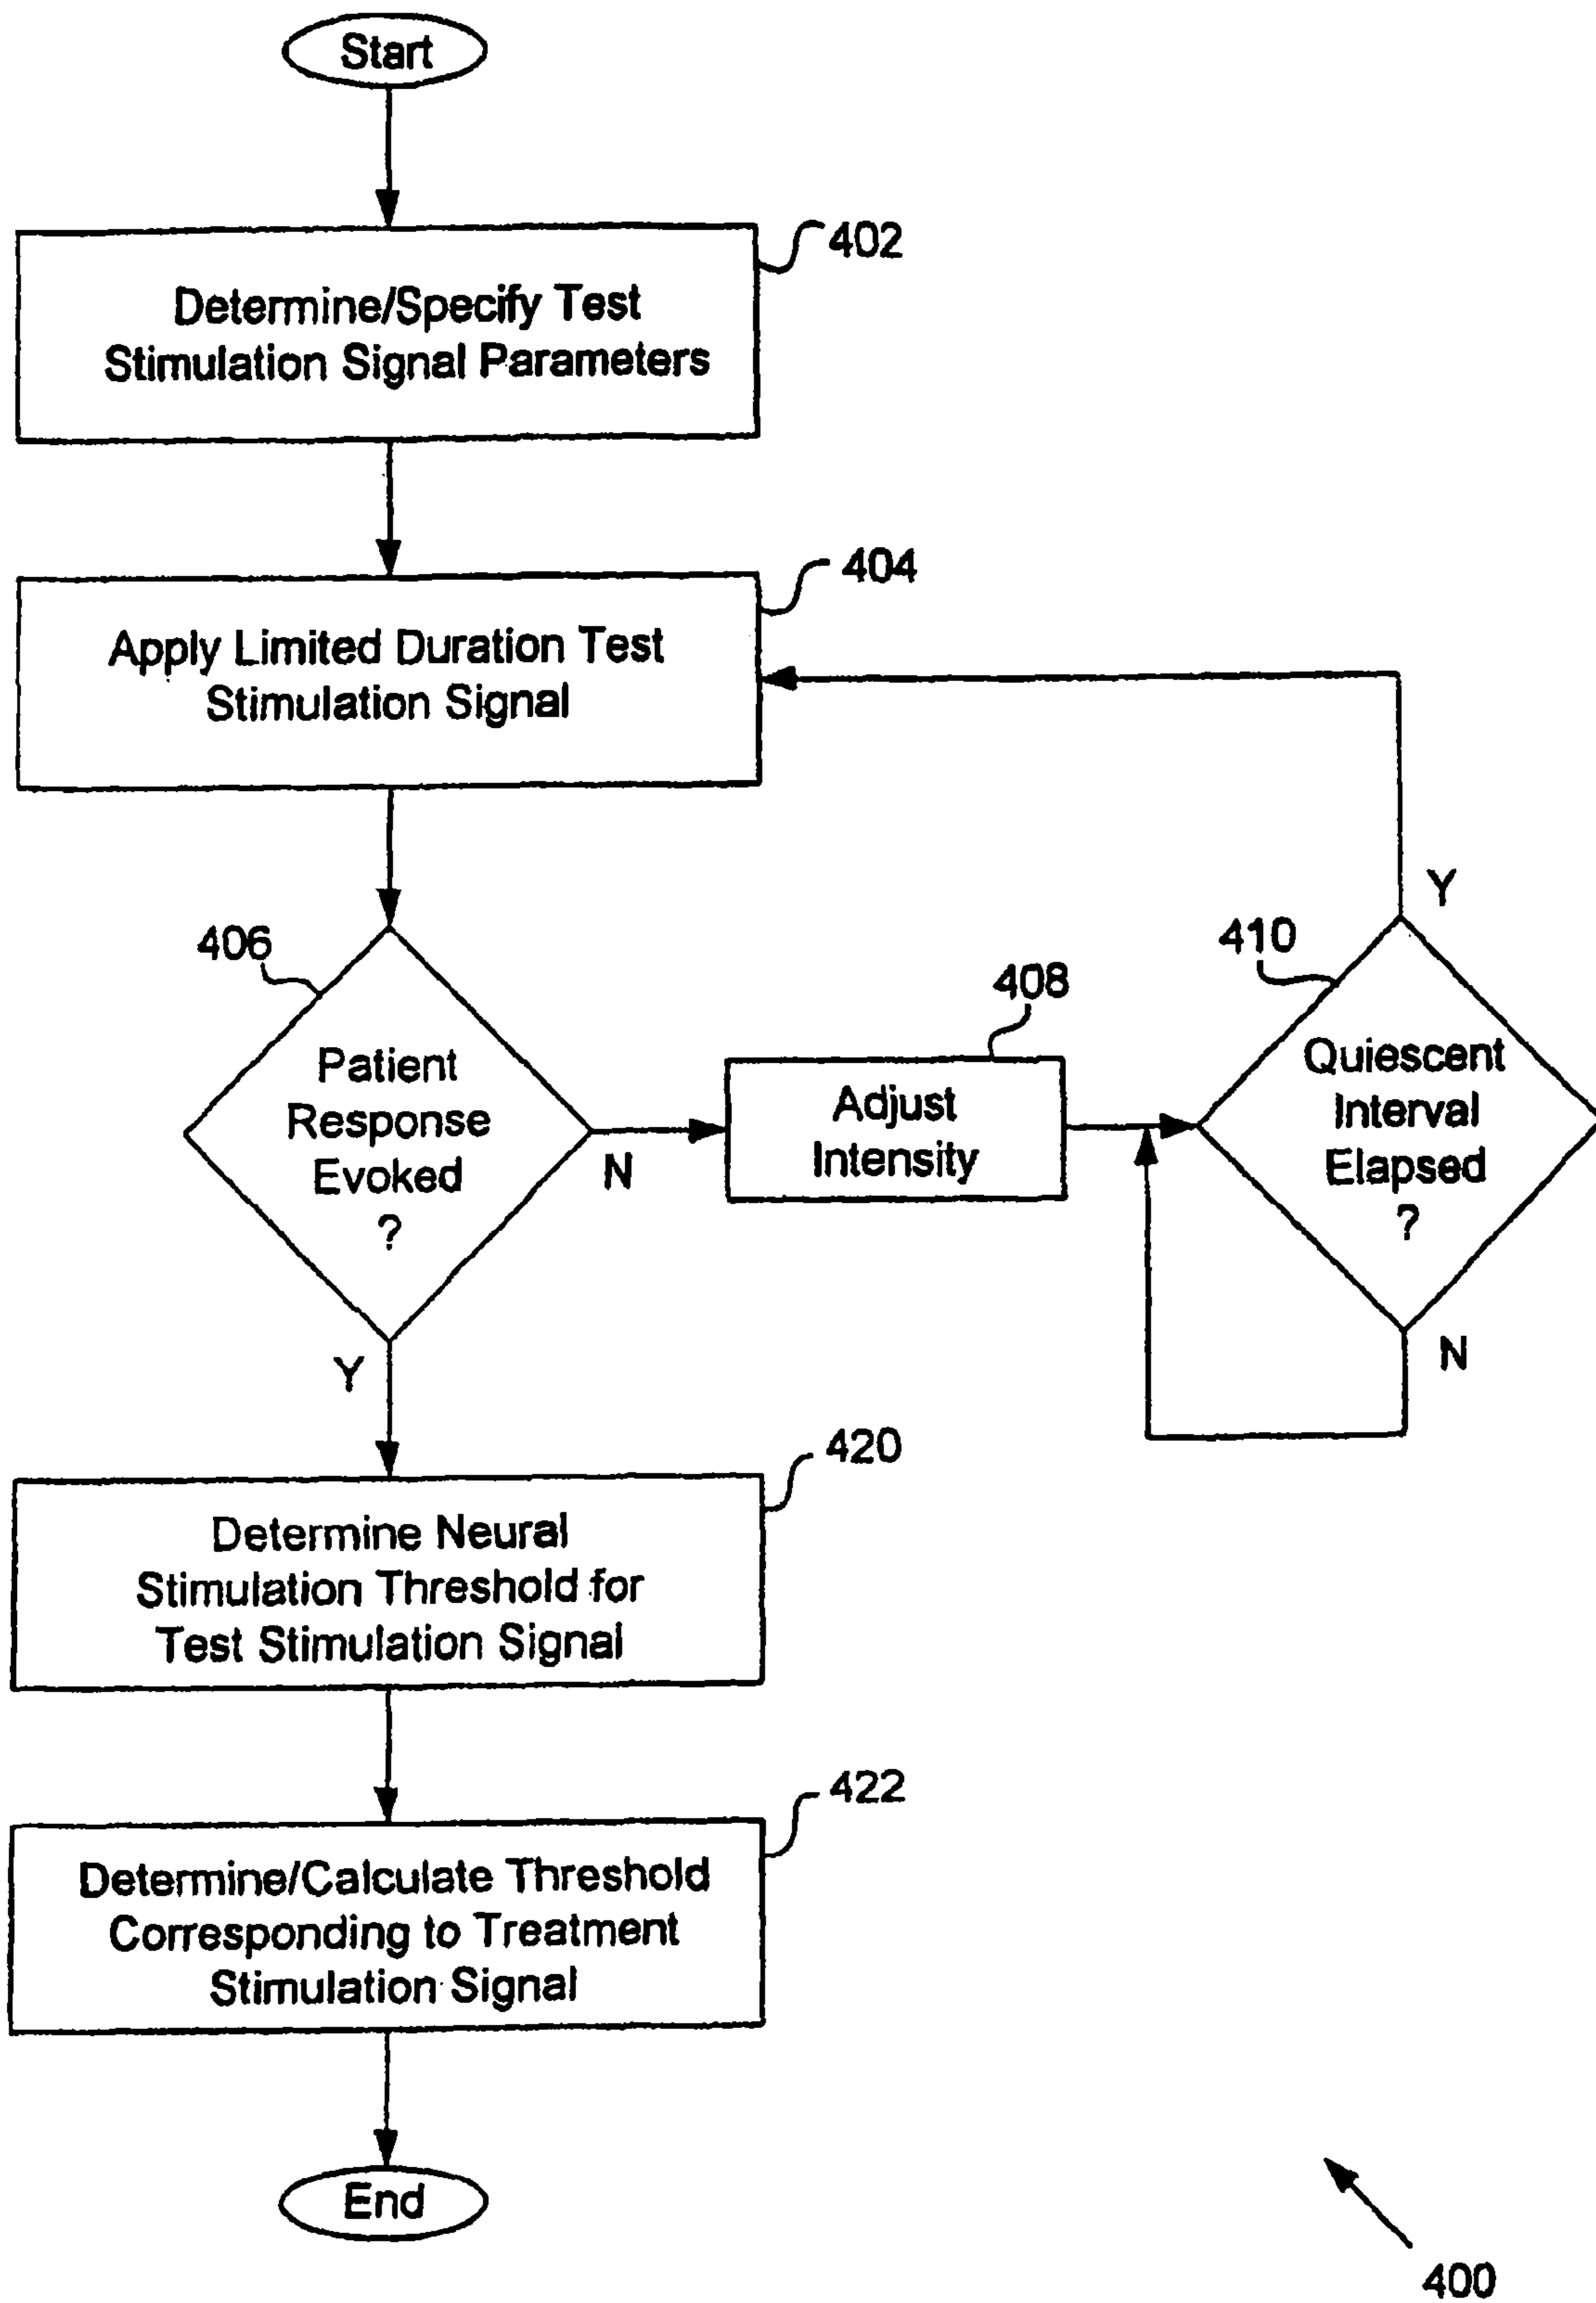 Start
402
Determine/Specify Test
Stimulation Signal Parameters
404
Apply Limited Duration Test
Stimulation Signal
406
Patient
Response
Evoked
?
N
Y
408
Adjust
Intensity
410
Quiescent
Interval
Elapsed
?
Y
N
420
Determine Neural
Stimulation Threshold for
Test Stimulation Signal
422
Determine/Calculate Threshold
Corresponding to Treatment
Stimulation Signal
End
400